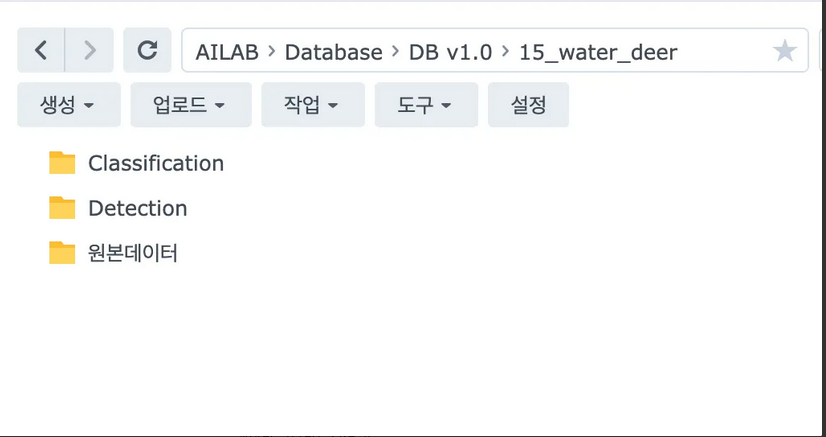 AILAB > Database > DB v1.0 > 15_water_deer
생성 업로드 작업 도구 설정
Classification
Detection
원본데이터